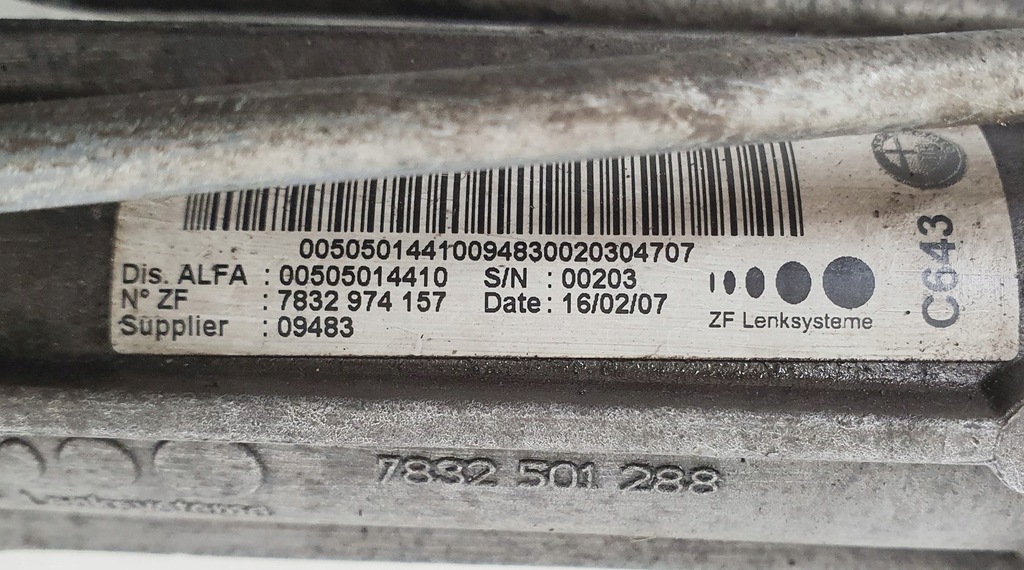 00505014410094830020304707
Dis. ALFA : 00505014410 S/N : 00203
N° ZF : 7832 974 157 Date : 16/02/07
Supplier : 09483
ZF Lenksysteme
C643
7832 501 288
Lenksysteme